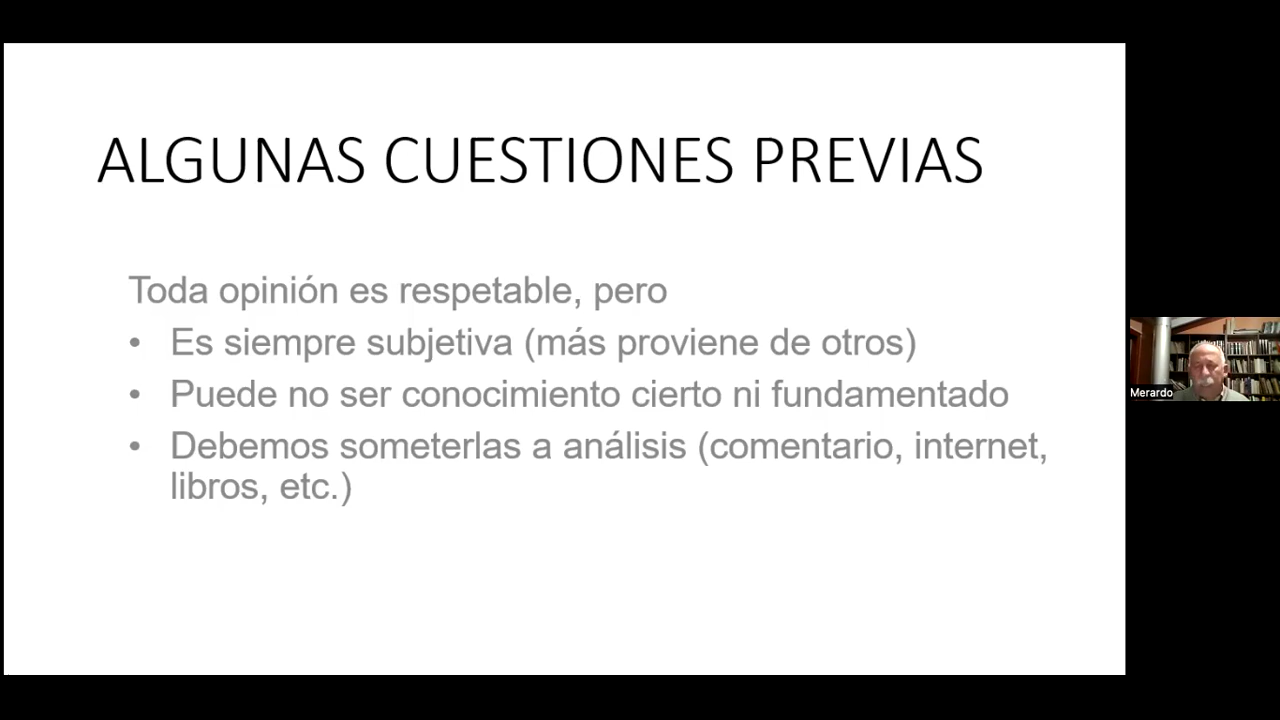 ALGUNAS CUESTIONES PREVIAS
Toda opinión es respetable, pero
• Es siempre subjetiva (más proviene de otros)
• Puede no ser conocimiento cierto ni fundamentado
• Debemos someterlas a análisis (comentario, internet,
libros, etc.)
Merardo